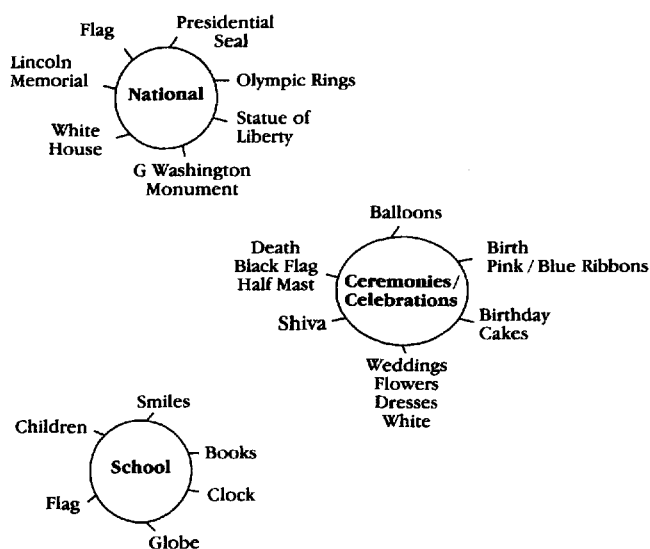 Flag
Presidential
Seal
Lincoln
Memorial
National
Olympic Rings
Statue of
Liberty
White
House
G Washington
Monument
Balloons
Death
Black Flag
Half Mast
Birth
Pink / Blue Ribbons
Ceremonies/
Celebrations
Shiva
Birthday
Cakes
Weddings
Flowers
Dresses
White
Smiles
Children
School
Books
Clock
Flag
Globe